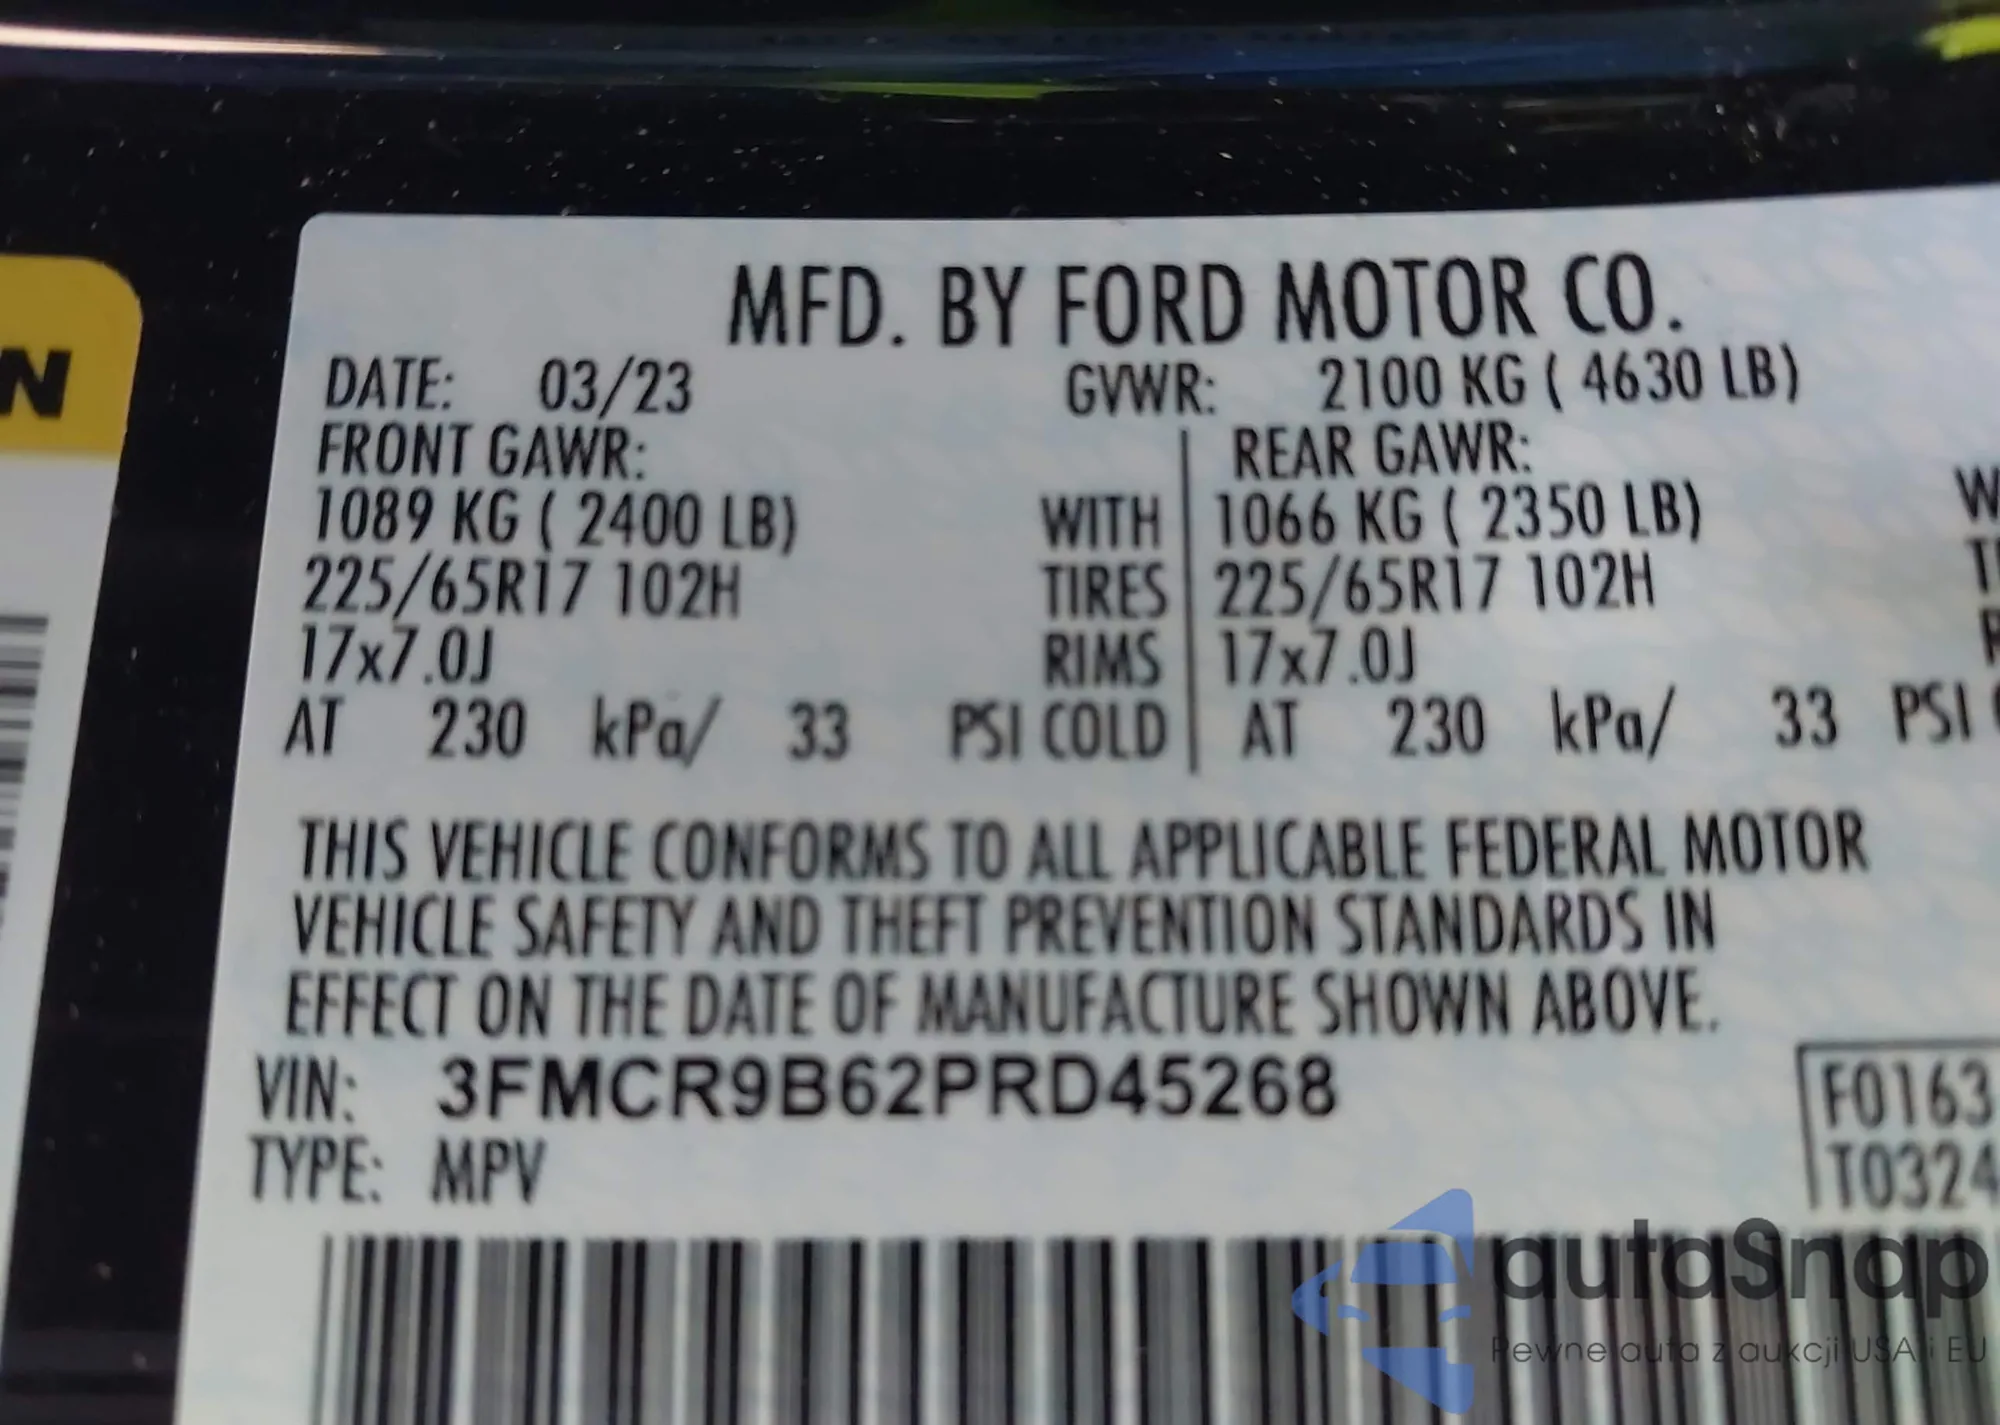 MFD. BY FORD MOTOR CO.
DATE: 03/23 GVWR: 2100 KG ( 4630 LB)
FRONT GAWR: REAR GAWR:
1089 KG ( 2400 LB) WITH 1066 KG ( 2350 LB)
225/65R17 102H TIRES 225/65R17 102H
17x7.0J RIMS 17x7.0J
AT 230 kPa/ 33 PSI COLD AT 230 kPa/ 33 PSI
THIS VEHICLE CONFORMS TO ALL APPLICABLE FEDERAL MOTOR
VEHICLE SAFETY AND THEFT PREVENTION STANDARDS IN
EFFECT ON THE DATE OF MANUFACTURE SHOWN ABOVE.
VIN: 3FMCR9B62PRD45268
F0163
TYPE: MPV
T0324
autaSnap
Pewne auta z aukcji USA i EU